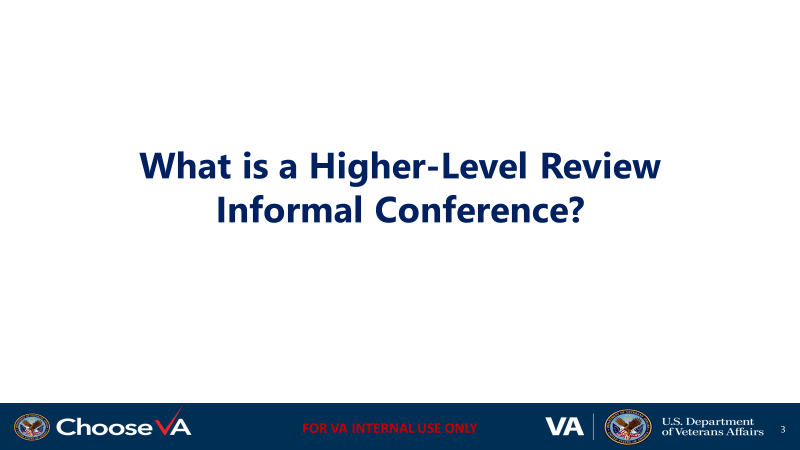 What is a Higher-Level Review
Informal Conference?
Choose VA
FOR VA INTERNAL USE ONLY
VA
U.S. Department
of Veterans Affairs
3